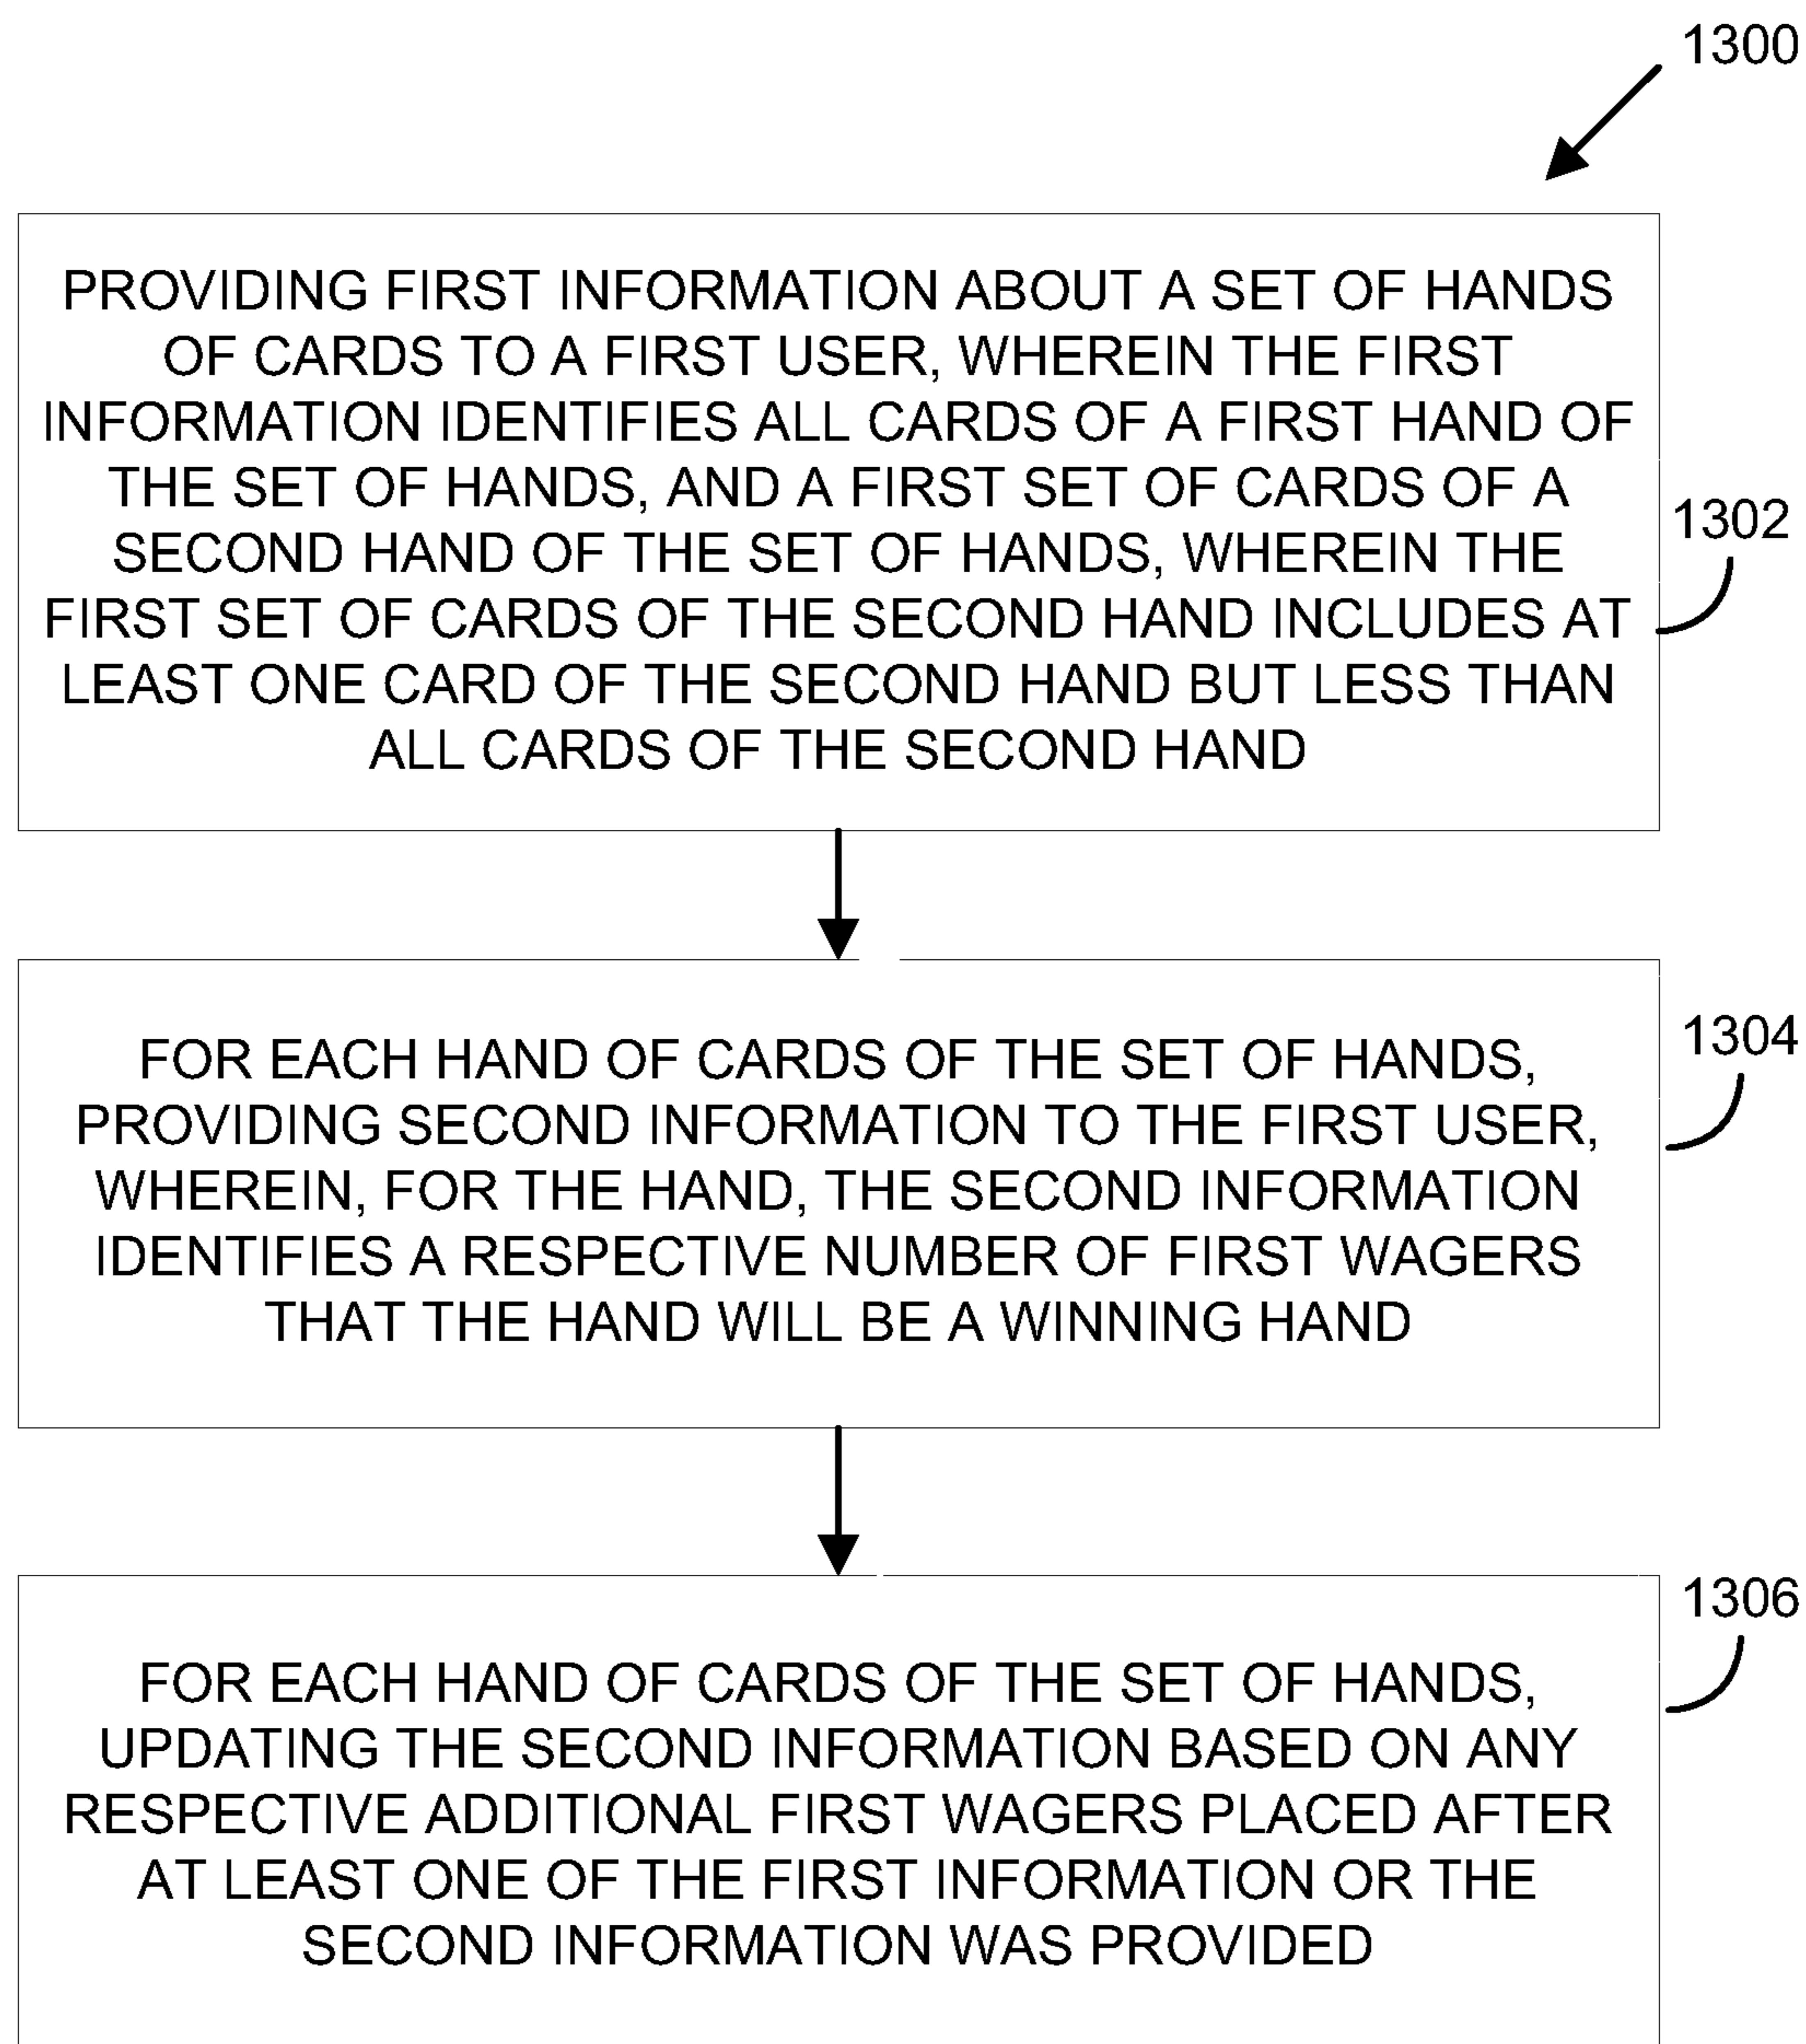 1300
PROVIDING FIRST INFORMATION ABOUT A SET OF HANDS
OF CARDS TO A FIRST USER, WHEREIN THE FIRST
INFORMATION IDENTIFIES ALL CARDS OF A FIRST HAND OF
THE SET OF HANDS, AND A FIRST SET OF CARDS OF A
SECOND HAND OF THE SET OF HANDS, WHEREIN THE
FIRST SET OF CARDS OF THE SECOND HAND INCLUDES AT
LEAST ONE CARD OF THE SECOND HAND BUT LESS THAN
ALL CARDS OF THE SECOND HAND
1302
FOR EACH HAND OF CARDS OF THE SET OF HANDS,
PROVIDING SECOND INFORMATION TO THE FIRST USER,
WHEREIN, FOR THE HAND, THE SECOND INFORMATION
IDENTIFIES A RESPECTIVE NUMBER OF FIRST WAGERS
THAT THE HAND WILL BE A WINNING HAND
1304
FOR EACH HAND OF CARDS OF THE SET OF HANDS,
UPDATING THE SECOND INFORMATION BASED ON ANY
RESPECTIVE ADDITIONAL FIRST WAGERS PLACED AFTER
AT LEAST ONE OF THE FIRST INFORMATION OR THE
SECOND INFORMATION WAS PROVIDED
1306